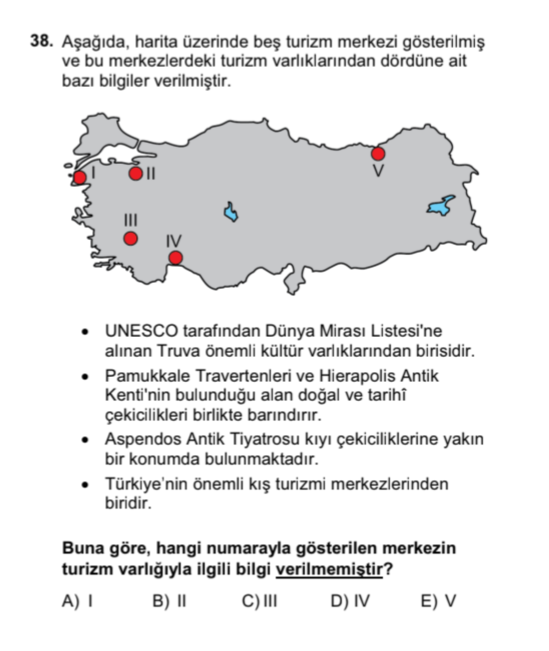 38. Aşağıda, harita üzerinde beş turizm merkezi gösterilmiş
ve bu merkezlerdeki turizm varlıklarından dördüne ait
bazı bilgiler verilmiştir.
I
II
V
III
IV
• UNESCO tarafından Dünya Mirası Listesi'ne
alınan Truva önemli kültür varlıklarından birisidir.
• Pamukkale Travertenleri ve Hierapolis Antik
Kenti'nin bulunduğu alan doğal ve tarihî
çekicilikleri birlikte barındırır.
• Aspendos Antik Tiyatrosu kıyı çekiciliklerine yakın
bir konumda bulunmaktadır.
• Türkiye'nin önemli kış turizmi merkezlerinden
biridir.
Buna göre, hangi numarayla gösterilen merkezin
turizm varlığıyla ilgili bilgi verilmemiştir?
A) I B) II C) III D) IV E) V